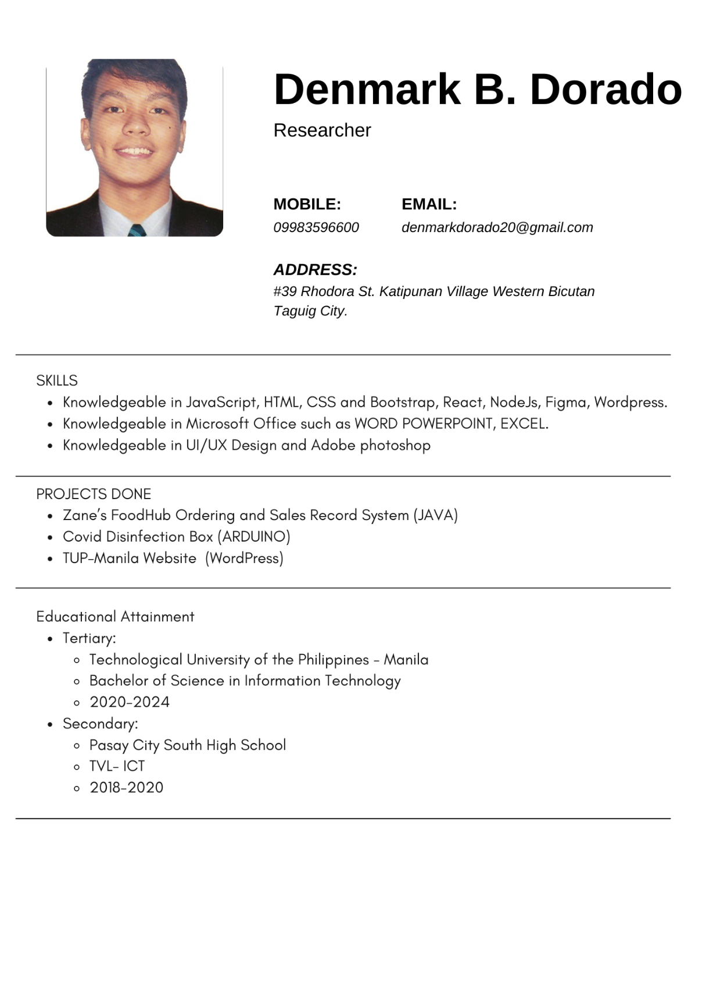 Denmark B. Dorado
Researcher
MOBILE:
09983596600
EMAIL:
denmarkdorado20@gmail.com
ADDRESS:
#39 Rhodora St. Katipunan Village Western Bicutan
Taguig City.
SKILLS
• Knowledgeable in JavaScript, HTML, CSS and Bootstrap, React, NodeJs, Figma, Wordpress.
• Knowledgeable in Microsoft Office such as WORD POWERPOINT, EXCEL.
• Knowledgeable in UI/UX Design and Adobe photoshop
PROJECTS DONE
• Zane’s FoodHub Ordering and Sales Record System (JAVA)
• Covid Disinfection Box (ARDUINO)
• TUP-Manila Website  (WordPress)
Educational Attainment
• Tertiary:
◦ Technological University of the Philippines - Manila
◦ Bachelor of Science in Information Technology
◦ 2020-2024
• Secondary:
◦ Pasay City South High School
◦ TVL- ICT
◦ 2018-2020